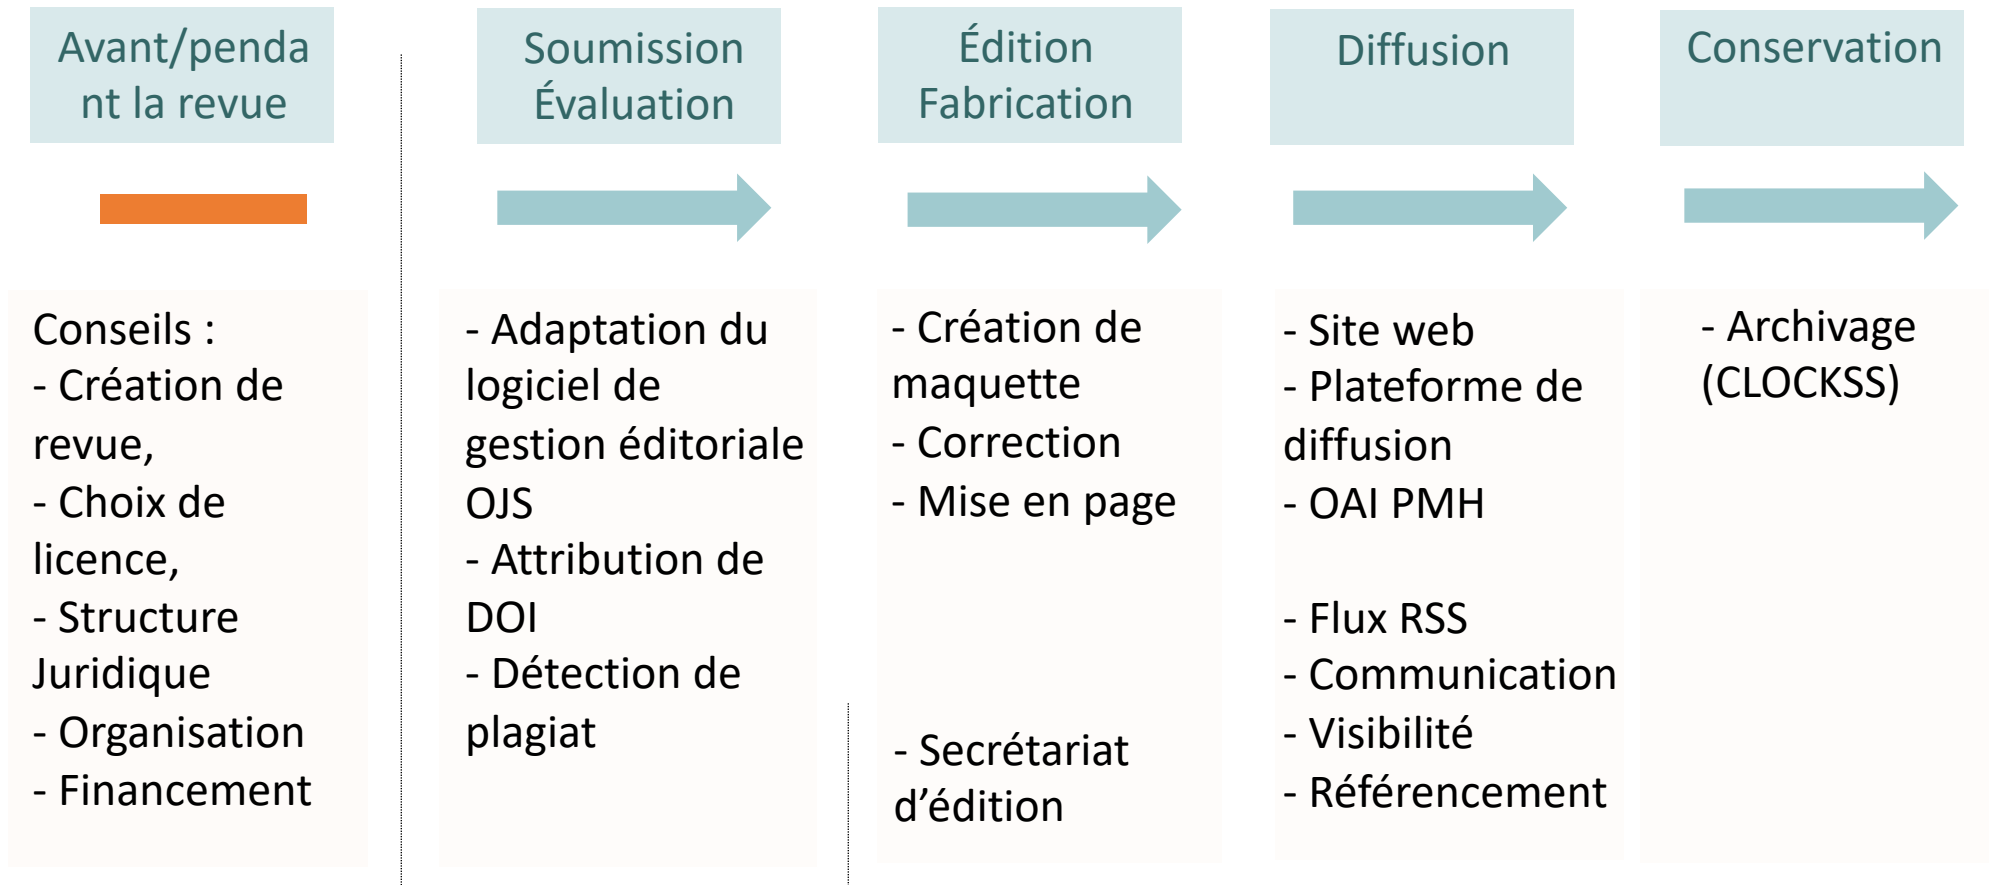 Avant/penda
nt la revue
Soumission
Évaluation
Édition
Fabrication
Diffusion
Conservation
Conseils :
- Création de
revue,
- Choix de
licence,
- Structure
Juridique
- Organisation
- Financement
- Adaptation du
logiciel de
gestion éditoriale
OJS
- Attribution de
DOI
- Détection de
plagiat
- Création de
maquette
- Correction
- Mise en page
- Secrétariat
d’édition
- Site web
- Plateforme de
diffusion
- OAI PMH
- Flux RSS
- Communication
- Visibilité
- Référencement
- Archivage
(CLOCKSS)